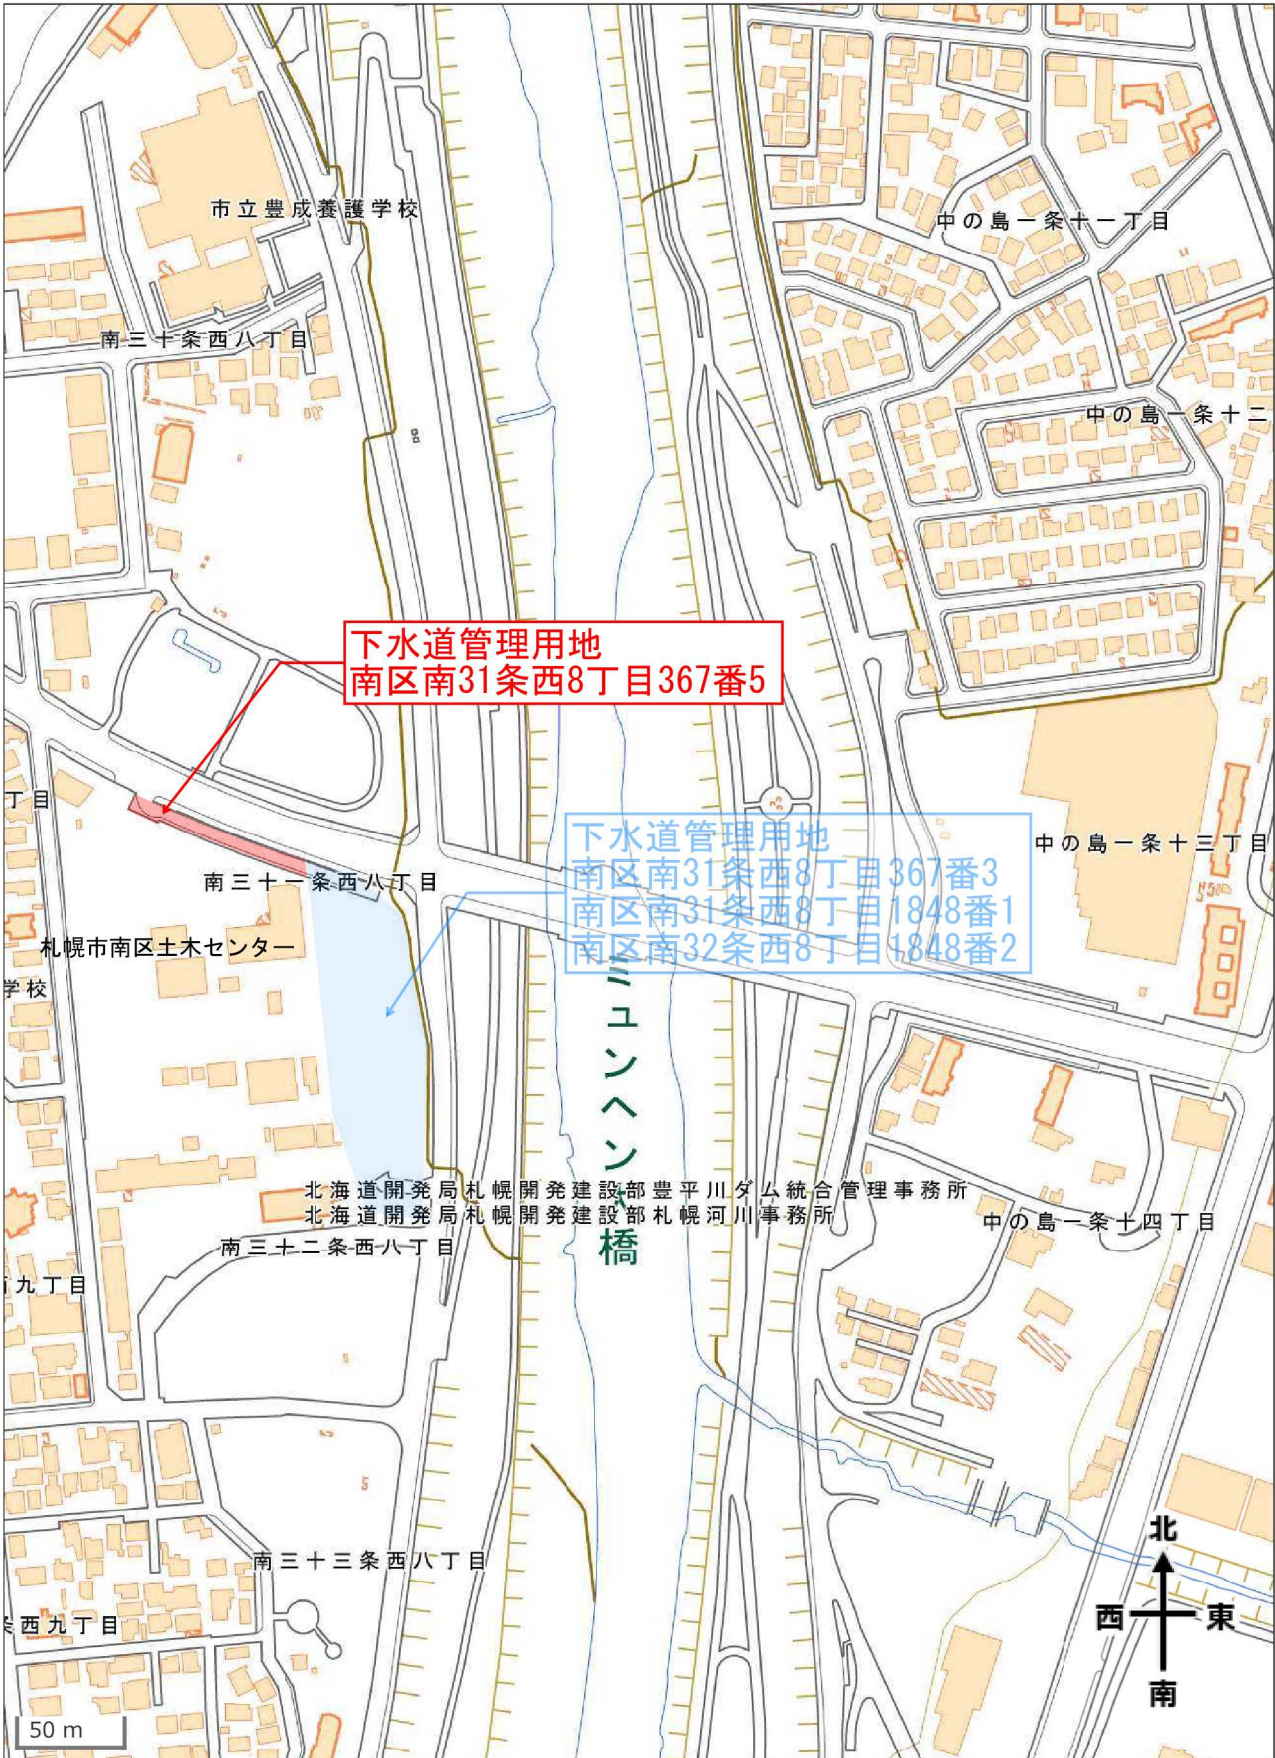 市立豊成養護学校
中の島一条十一丁目
南三十条西八丁目
中の島一条十二
下水道管理用地
南区南31条西8丁目367番5
丁目
下水道管理用地
南区南31条西8丁目367番3
南区南31条西8丁目1848番1
南区南32条西8丁目1848番2
中の島一条十三丁目
南三十一条西八丁目
札幌市南区土木センター
学校
ミュンヘン大橋
北海道開発局札幌開発建設部豊平川ダム統合管理事務所
北海道開発局札幌開発建設部札幌河川事務所
中の島一条十四丁目
南三十二条西八丁目
九丁目
南三十三条西八丁目
条西九丁目
北
西
東
南
50 m